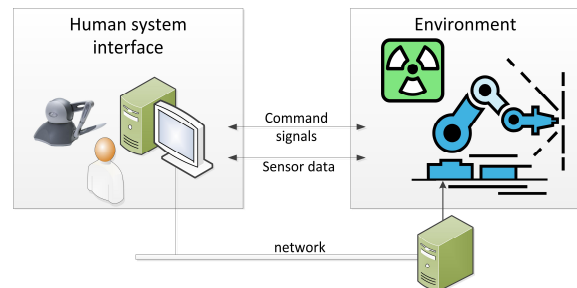 Human system
interface
Environment
Command
signals
Sensor data
network